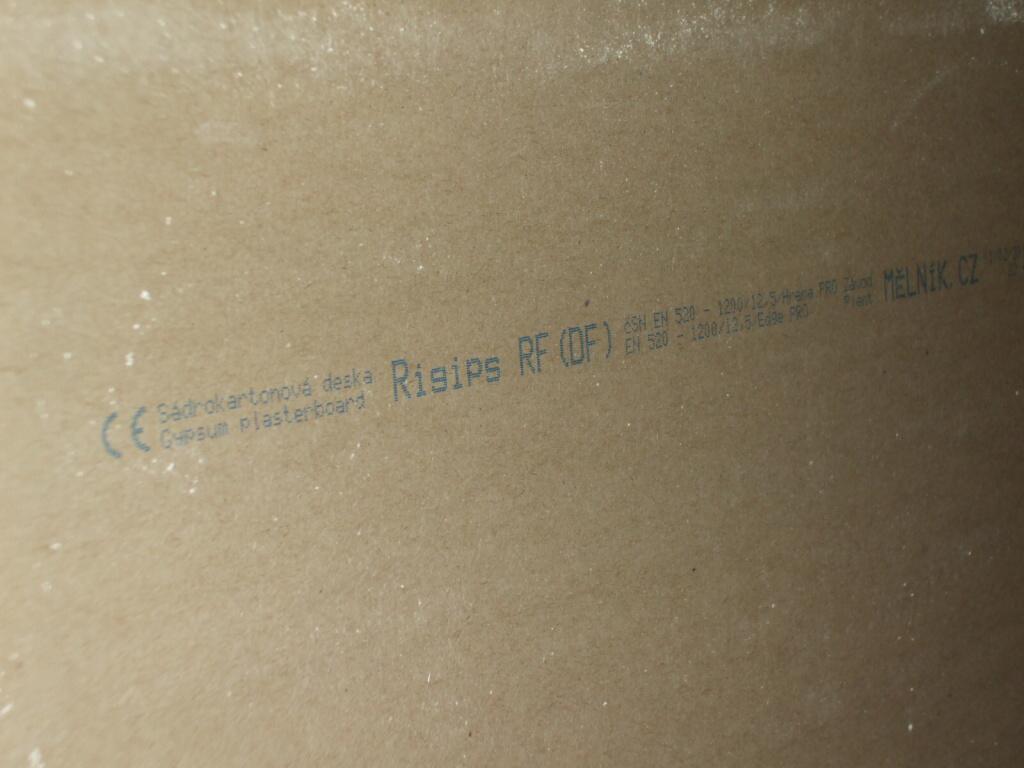 CE Sádrokartonová deska
Gypsum plasterboard
Rigips RF (DF)
ČSN EN 520 - 1200/12,5/Hrana PRO
EN 520 - 1200/12,5/Edge PRO
Závod
Plant
MĚLNÍK, CZ